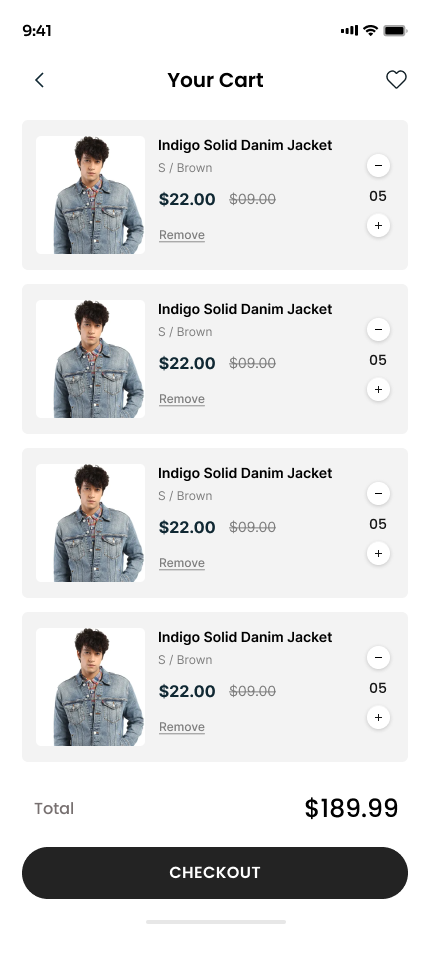 9:41
Your Cart
Indigo Solid Danim Jacket
S / Brown
$22.00 $09.00
Remove
05
Indigo Solid Danim Jacket
S / Brown
$22.00 $09.00
Remove
05
Indigo Solid Danim Jacket
S / Brown
$22.00 $09.00
Remove
05
Indigo Solid Danim Jacket
S / Brown
$22.00 $09.00
Remove
05
Total $189.99
CHECKOUT